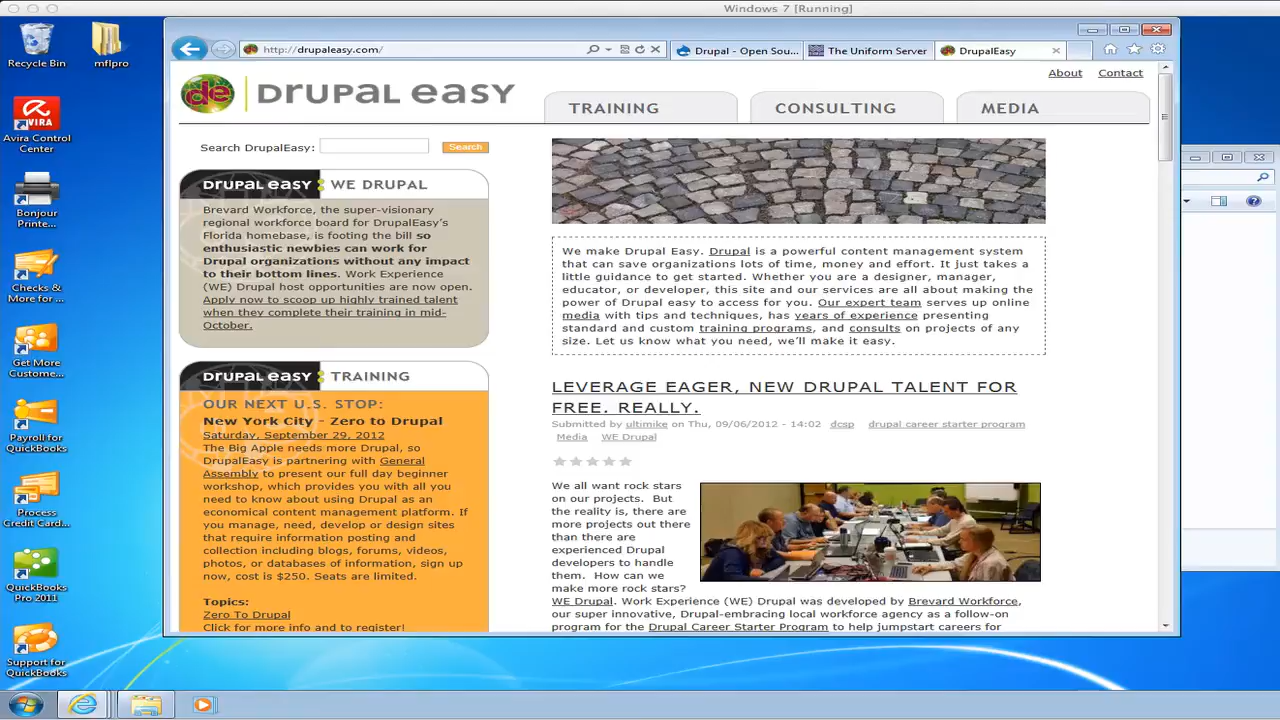 Windows 7 [Running]
Recycle Bin
mflpro
Avira Control
Center
Bonjour
Printe...
Checks &
More for ...
Get More
Custome...
Payroll for
QuickBooks
Process
Credit Card...
QuickBooks
Pro 2011
Support for
QuickBooks
http://drupaleasy.com/
Drupal - Open Sou...
The Uniform Server
DrupalEasy
About Contact
de DRUPAL EASY
TRAINING
CONSULTING
MEDIA
Search DrupalEasy:
Search
DRUPAL EASY WE DRUPAL
Brevard Workforce, the super-visionary
regional workforce board for DrupalEasy's
Florida homebase, is footing the bill so
enthusiastic newbies can work for
Drupal organizations without any impact
to their bottom lines. Work Experience
(WE) Drupal host opportunities are now open.
Apply now to scoop up highly trained talent
when they complete their training in mid-
October.
DRUPAL EASY TRAINING
OUR NEXT U.S. STOP:
New York City - Zero to Drupal
Saturday, September 29, 2012
The Big Apple needs more Drupal, so
DrupalEasy is partnering with General
Assembly to present our full day beginner
workshop, which provides you with all you
need to know about using Drupal as an
economical content management platform. If
you manage, need, develop or design sites
that require information posting and
collection including blogs, forums, videos,
photos, or databases of information, sign up
now, cost is $250. Seats are limited.
Topics:
Zero To Drupal
Click for more info and to register!
We make Drupal Easy. Drupal is a powerful content management system
that can save organizations lots of time, money and effort. It just takes a
little guidance to get started. Whether you are a designer, manager,
educator, or developer, this site and our services are all about making the
power of Drupal easy to access for you. Our expert team serves up online
media with tips and techniques, has years of experience presenting
standard and custom training programs, and consults on projects of any
size. Let us know what you need, we'll make it easy.
LEVERAGE EAGER, NEW DRUPAL TALENT FOR
FREE. REALLY.
Submitted by ultimike on Thu, 09/06/2012 - 14:02 dcsp drupal career starter program
Media WE Drupal
We all want rock stars
on our projects. But
the reality is, there are
more projects out there
than there are
experienced Drupal
developers to handle
them. How can we
make more rock stars?
WE Drupal. Work Experience (WE) Drupal was developed by Brevard Workforce,
our super innovative, Drupal-embracing local workforce agency as a follow-on
program for the Drupal Career Starter Program to help jumpstart careers for